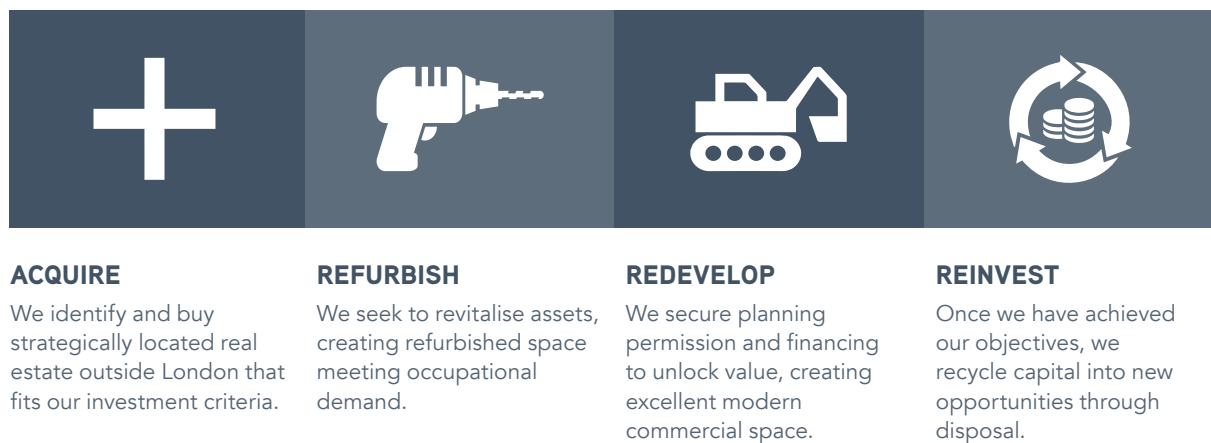 ACQUIRE
We identify and buy
strategically located real
estate outside London that
fits our investment criteria.
REFURBISH
We seek to revitalise assets,
creating refurbished space
meeting occupational
demand.
REDEVELOP
We secure planning
permission and financing
to unlock value, creating
excellent modern
commercial space.
REINVEST
Once we have achieved
our objectives, we
recycle capital into new
opportunities through
disposal.